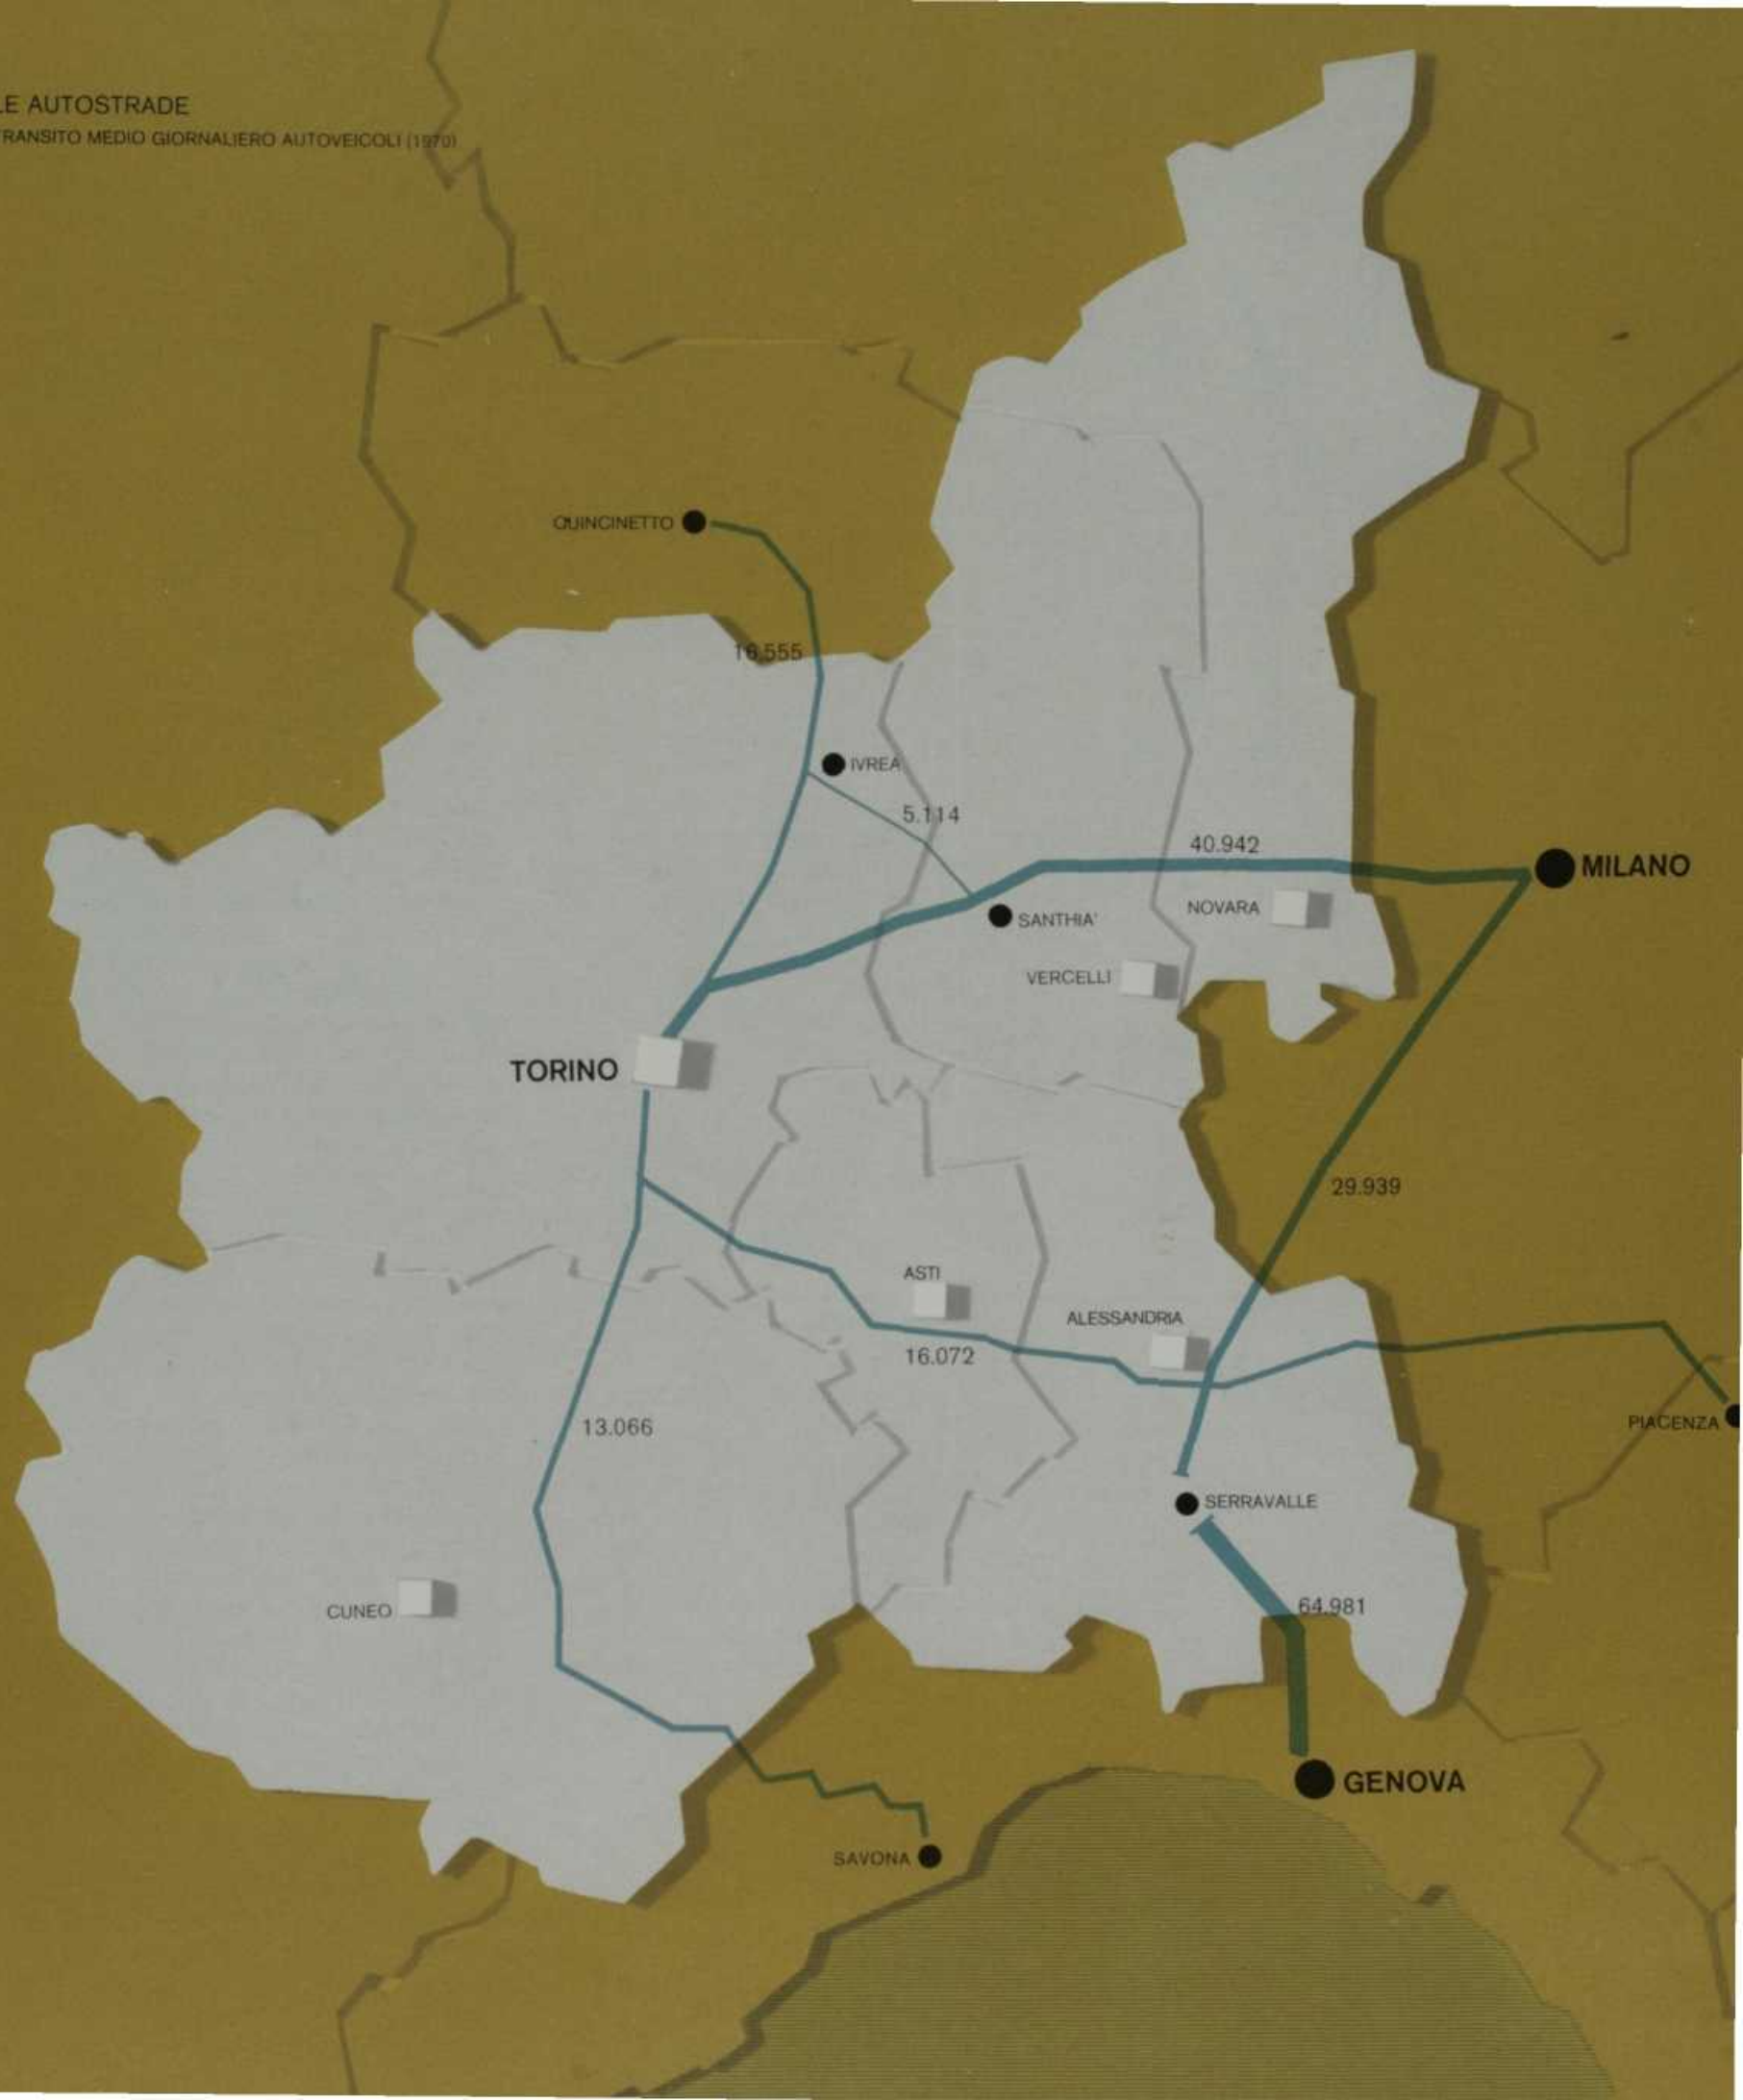 LE AUTOSTRADE
TRANSITO MEDIO GIORNALIERO AUTOVEICOLI (1970)
QUINCINETTO
16.555
IVREA
5.114
40.942
MILANO
NOVARA
SANTHIA'
VERCELLI
TORINO
29.939
ASTI
ALESSANDRIA
16.072
PIACENZA
13.066
SERRAVALLE
CUNEO
64.981
GENOVA
SAVONA